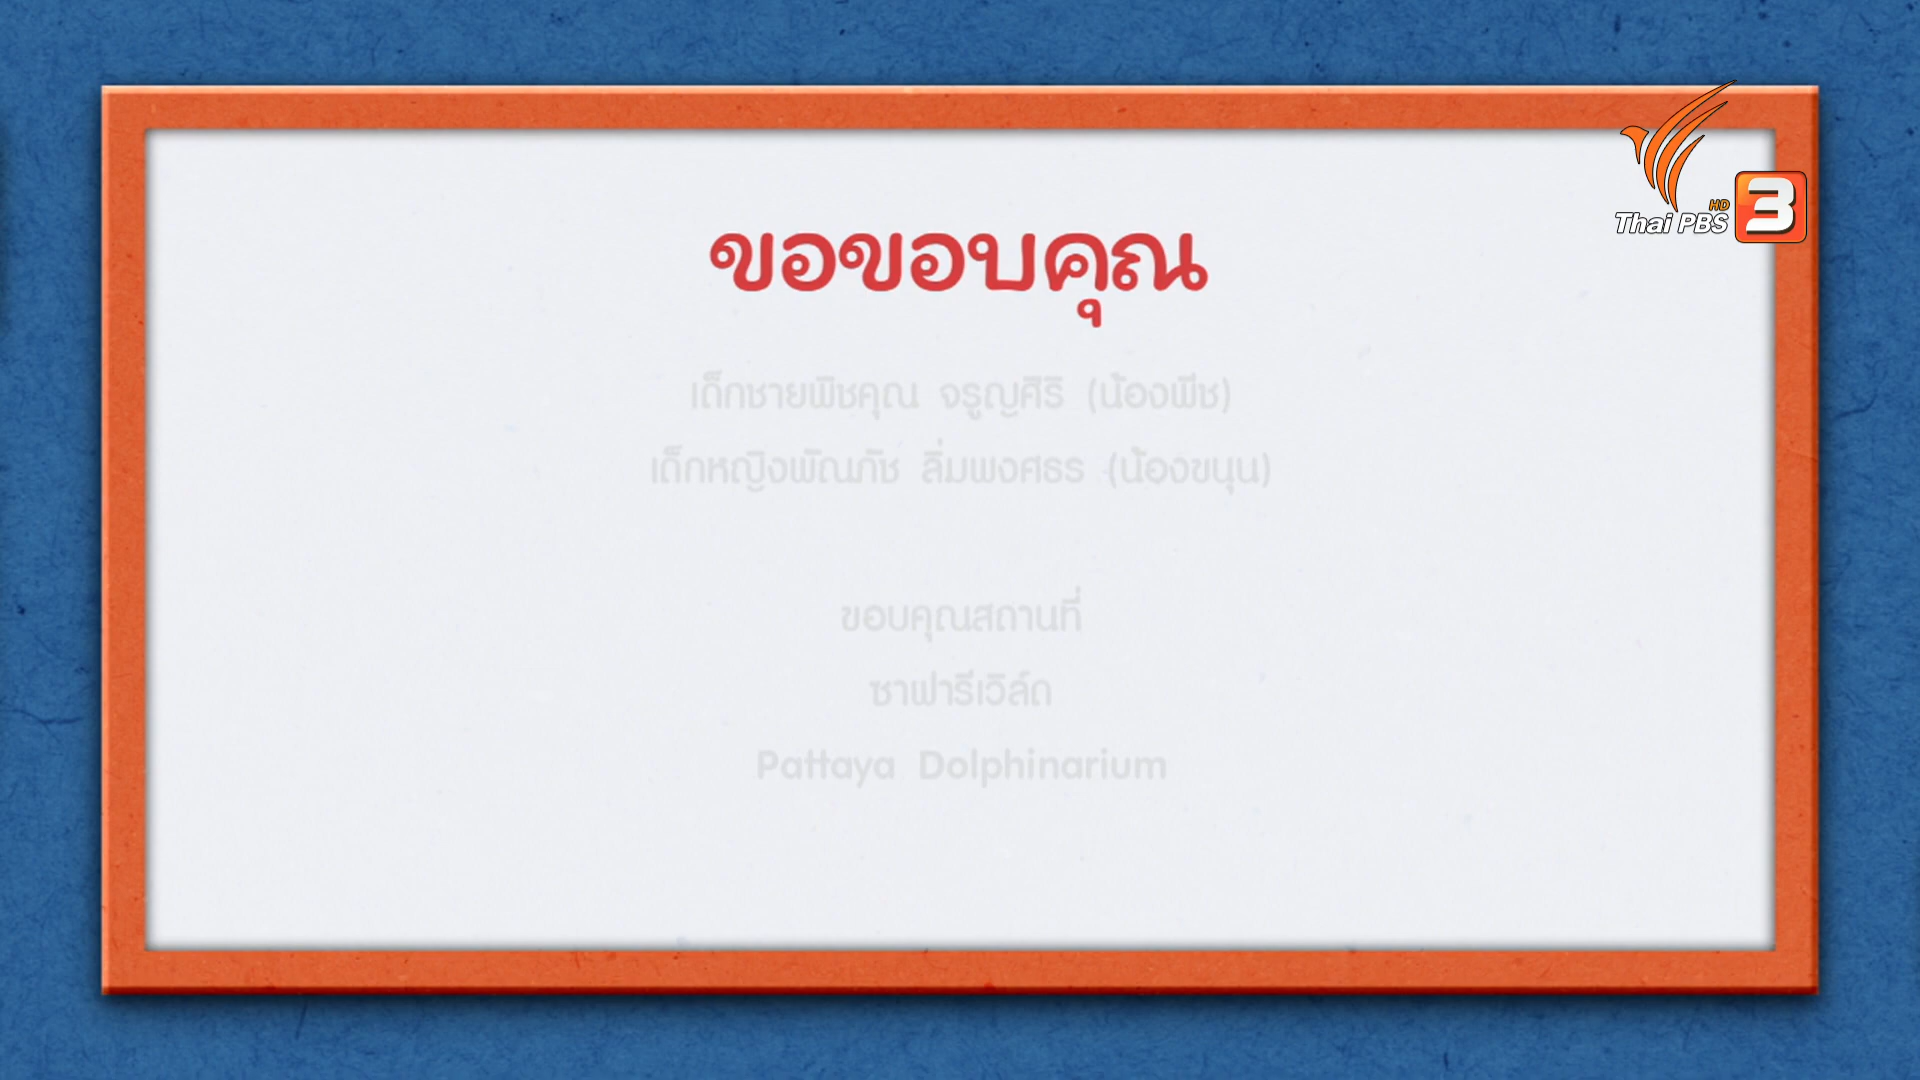 ขอขอบคุณ
เด็กชายพิชคุณ จรูญศิริ (น้องพีช)
เด็กหญิงพัณภัช ลิ่มพงศธร (น้องขนุน)
ขอบคุณสถานที่
ซาฟารีเวิล์ด
Pattaya Dolphinarium
HD
Thai PBS 3